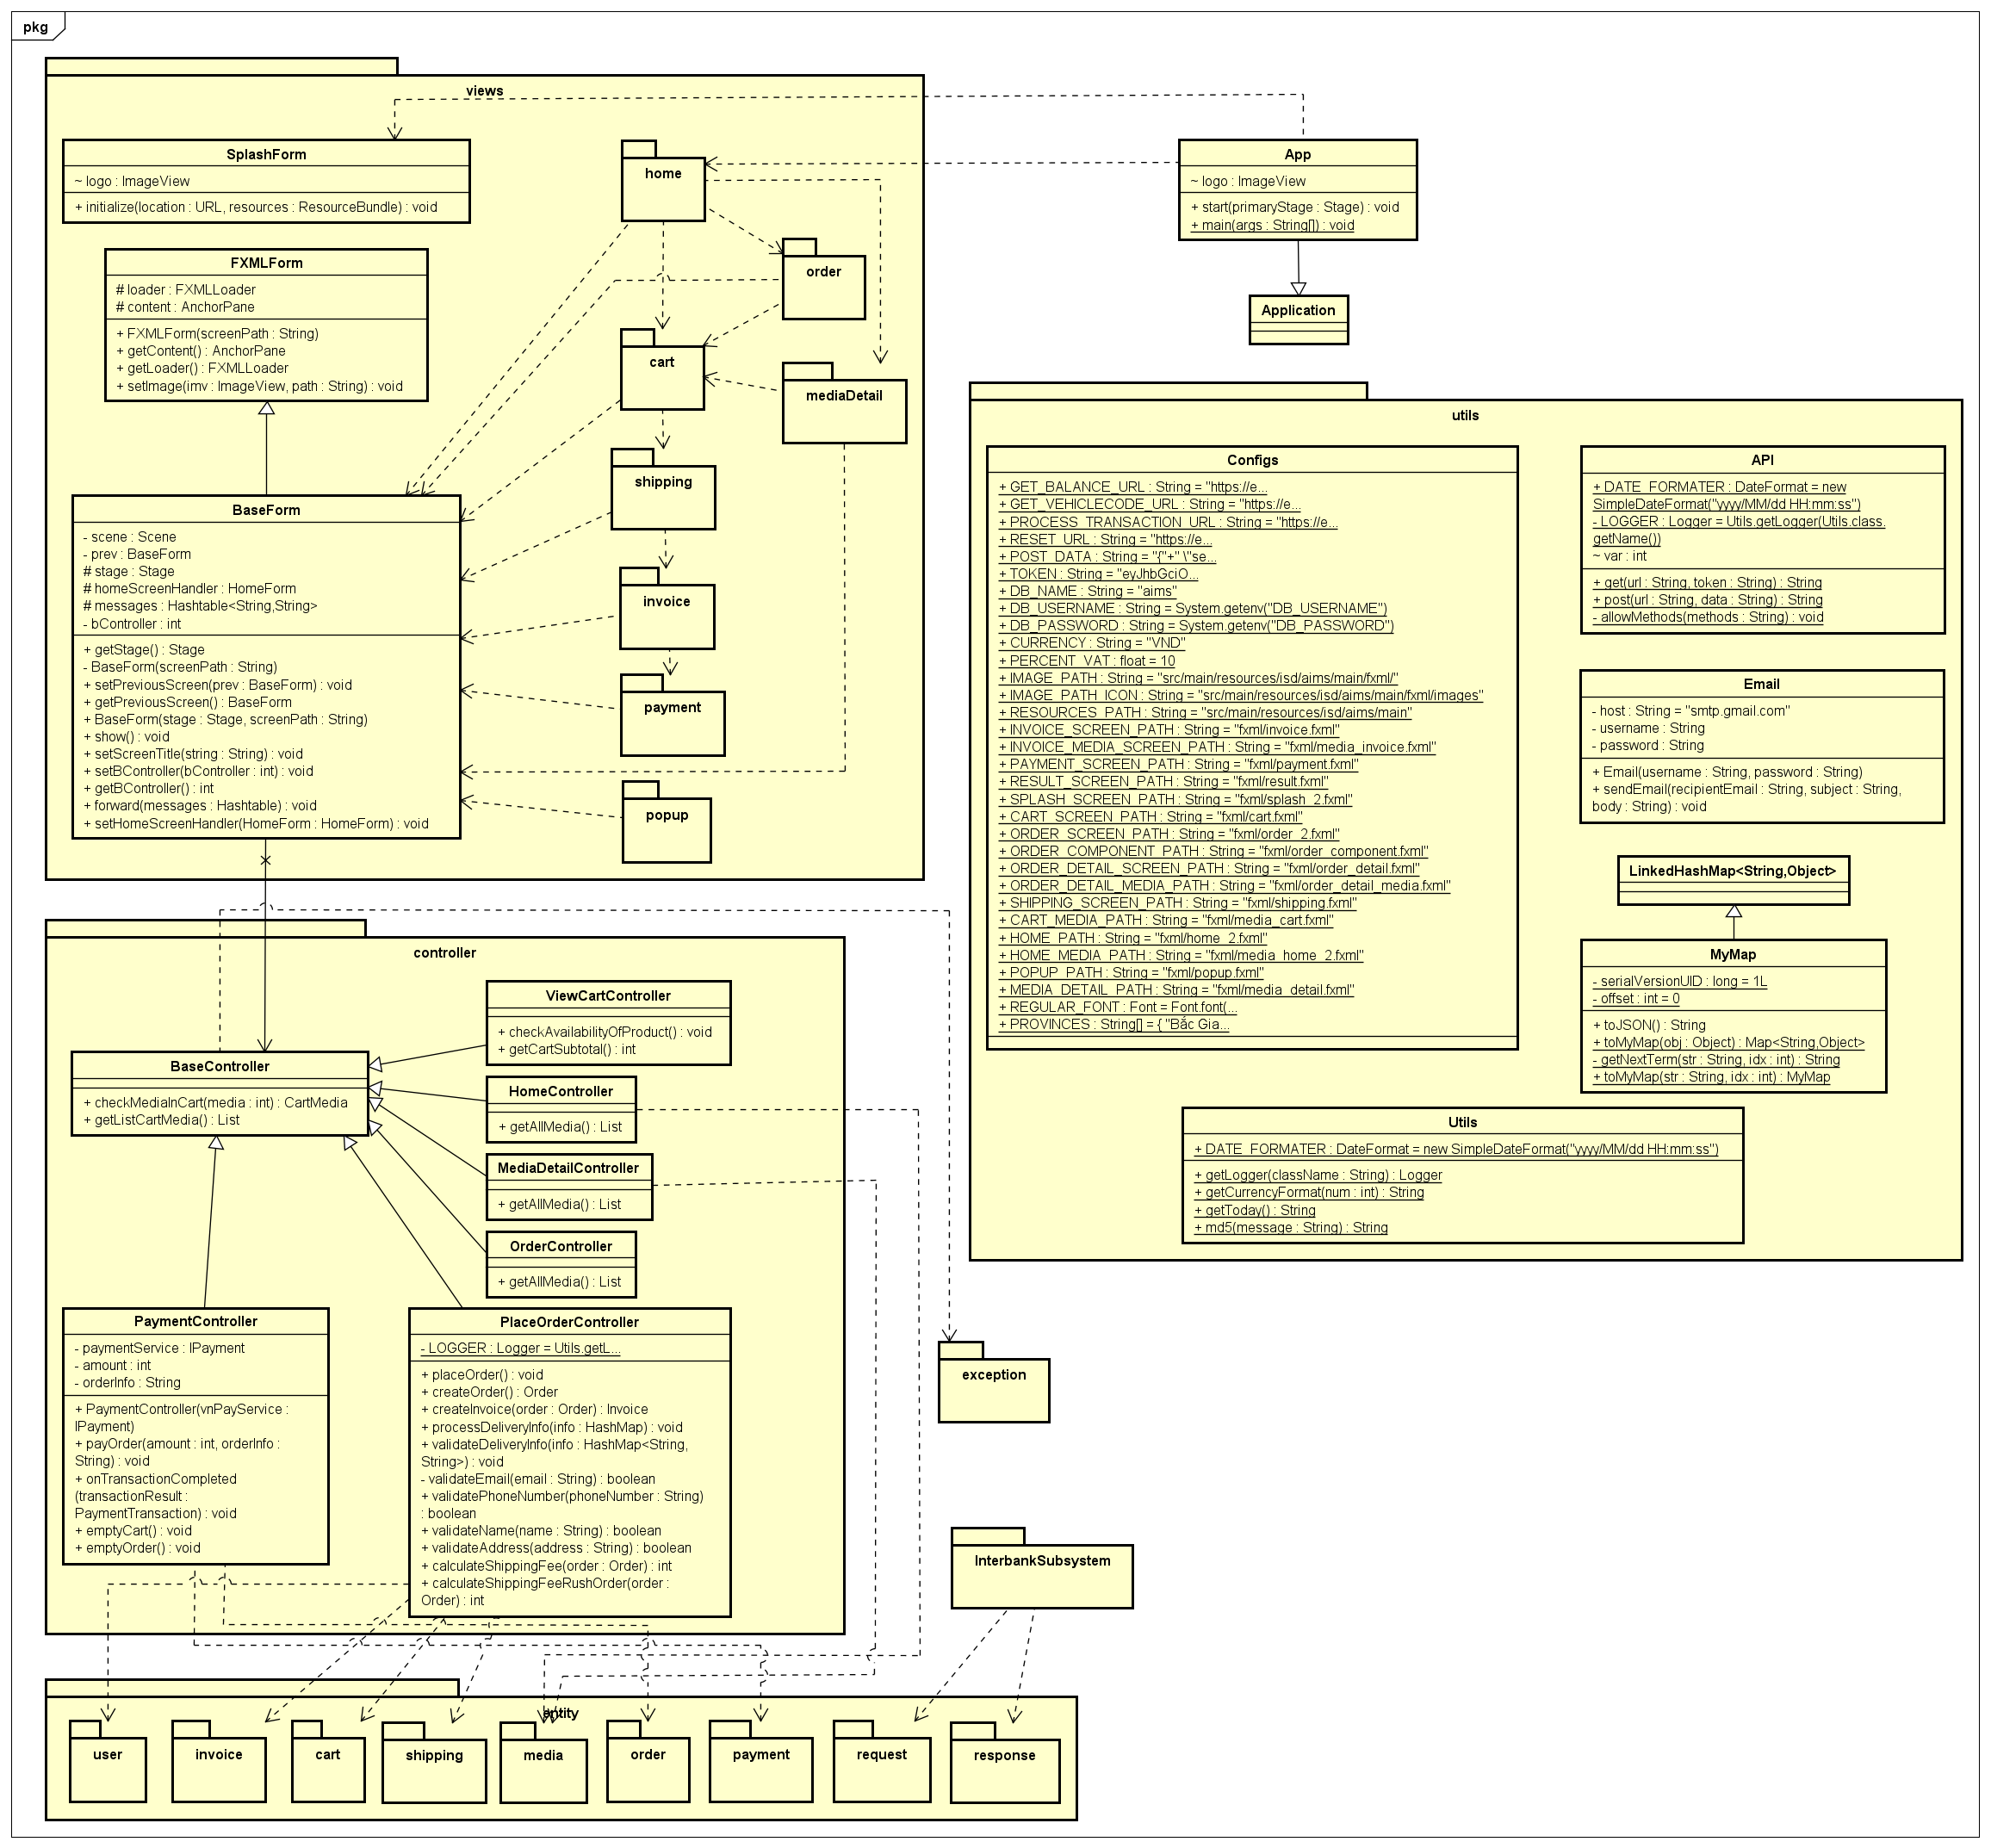 pkg
views
SplashForm
~ logo : ImageView
+ initialize(location : URL, resources : ResourceBundle) : void
FXMLForm
# loader : FXMLLoader
# content : AnchorPane
+ FXMLForm(screenPath : String)
+ getContent() : AnchorPane
+ getLoader() : FXMLLoader
+ setImage(imv : ImageView, path : String) : void
BaseForm
- scene : Scene
- prev : BaseForm
# stage : Stage
# homeScreenHandler : HomeForm
# messages : Hashtable<String,String>
- bController : int
+ getStage() : Stage
- BaseForm(screenPath : String)
+ setPreviousScreen(prev : BaseForm) : void
+ getPreviousScreen() : BaseForm
+ BaseForm(stage : Stage, screenPath : String)
+ show() : void
+ setScreenTitle(string : String) : void
+ setBController(bController : int) : void
+ getBController() : int
+ forward(messages : Hashtable) : void
+ setHomeScreenHandler(HomeForm : HomeForm) : void
home
order
cart
mediaDetail
shipping
invoice
payment
popup
App
~ logo : ImageView
+ start(primaryStage : Stage) : void
+ main(args : String[]) : void
Application
utils
Configs
+ GET_BALANCE_URL : String = "https://e...
+ GET_VEHICLECODE_URL : String = "https://e...
+ PROCESS_TRANSACTION_URL : String = "https://e...
+ RESET_URL : String = "https://e...
+ POST_DATA : String = "{"+" \"se...
+ TOKEN : String = "eyJhbGciO...
+ DB_NAME : String = "aims"
+ DB_USERNAME : String = System.getenv("DB_USERNAME")
+ DB_PASSWORD : String = System.getenv("DB_PASSWORD")
+ CURRENCY : String = "VND"
+ PERCENT_VAT : float = 10
+ IMAGE_PATH : String = "src/main/resources/isd/aims/main/fxml/"
+ IMAGE_PATH_ICON : String = "src/main/resources/isd/aims/main/fxml/images"
+ RESOURCES_PATH : String = "src/main/resources/isd/aims/main"
+ INVOICE_SCREEN_PATH : String = "fxml/invoice.fxml"
+ INVOICE_MEDIA_SCREEN_PATH : String = "fxml/media_invoice.fxml"
+ PAYMENT_SCREEN_PATH : String = "fxml/payment.fxml"
+ RESULT_SCREEN_PATH : String = "fxml/result.fxml"
+ SPLASH_SCREEN_PATH : String = "fxml/splash_2.fxml"
+ CART_SCREEN_PATH : String = "fxml/cart.fxml"
+ ORDER_SCREEN_PATH : String = "fxml/order_2.fxml"
+ ORDER_COMPONENT_PATH : String = "fxml/order_component.fxml"
+ ORDER_DETAIL_SCREEN_PATH : String = "fxml/order_detail.fxml"
+ ORDER_DETAIL_MEDIA_PATH : String = "fxml/order_detail_media.fxml"
+ SHIPPING_SCREEN_PATH : String = "fxml/shipping.fxml"
+ CART_MEDIA_PATH : String = "fxml/media_cart.fxml"
+ HOME_PATH : String = "fxml/home_2.fxml"
+ HOME_MEDIA_PATH : String = "fxml/media_home_2.fxml"
+ POPUP_PATH : String = "fxml/popup.fxml"
+ MEDIA_DETAIL_PATH : String = "fxml/media_detail.fxml"
+ REGULAR_FONT : Font = Font.font(...
+ PROVINCES : String[] = { "Bắc Gia...
API
+ DATE_FORMATER : DateFormat = new
SimpleDateFormat("yyyy/MM/dd HH:mm:ss")
- LOGGER : Logger = Utils.getLogger(Utils.class.
getName())
~ var : int
+ get(url : String, token : String) : String
+ post(url : String, data : String) : String
- allowMethods(methods : String) : void
Email
- host : String = "smtp.gmail.com"
- username : String
- password : String
+ Email(username : String, password : String)
+ sendEmail(recipientEmail : String, subject : String,
body : String) : void
LinkedHashMap<String,Object>
MyMap
- serialVersionUID : long = 1L
- offset : int = 0
+ toJSON() : String
+ toMyMap(obj : Object) : Map<String,Object>
- getNextTerm(str : String, idx : int) : String
+ toMyMap(str : String, idx : int) : MyMap
Utils
+ DATE_FORMATER : DateFormat = new SimpleDateFormat("yyyy/MM/dd HH:mm:ss")
+ getLogger(className : String) : Logger
+ getCurrencyFormat(num : int) : String
+ getToday() : String
+ md5(message : String) : String
controller
ViewCartController
+ checkAvailabilityOfProduct() : void
+ getCartSubtotal() : int
BaseController
+ checkMediaInCart(media : int) : CartMedia
+ getListCartMedia() : List
HomeController
+ getAllMedia() : List
MediaDetailController
+ getAllMedia() : List
OrderController
+ getAllMedia() : List
PaymentController
- paymentService : IPayment
- amount : int
- orderInfo : String
+ PaymentController(vnPayService :
IPayment)
+ payOrder(amount : int, orderInfo :
String) : void
+ onTransactionCompleted
(transactionResult :
PaymentTransaction) : void
+ emptyCart() : void
+ emptyOrder() : void
PlaceOrderController
- LOGGER : Logger = Utils.getL...
+ placeOrder() : void
+ createOrder() : Order
+ createInvoice(order : Order) : Invoice
+ processDeliveryInfo(info : HashMap) : void
+ validateDeliveryInfo(info : HashMap<String,
String>) : void
- validateEmail(email : String) : boolean
+ validatePhoneNumber(phoneNumber : String)
: boolean
+ validateName(name : String) : boolean
+ validateAddress(address : String) : boolean
+ calculateShippingFee(order : Order) : int
+ calculateShippingFeeRushOrder(order :
Order) : int
exception
InterbankSubsystem
entity
user
invoice
cart
shipping
media
order
payment
request
response